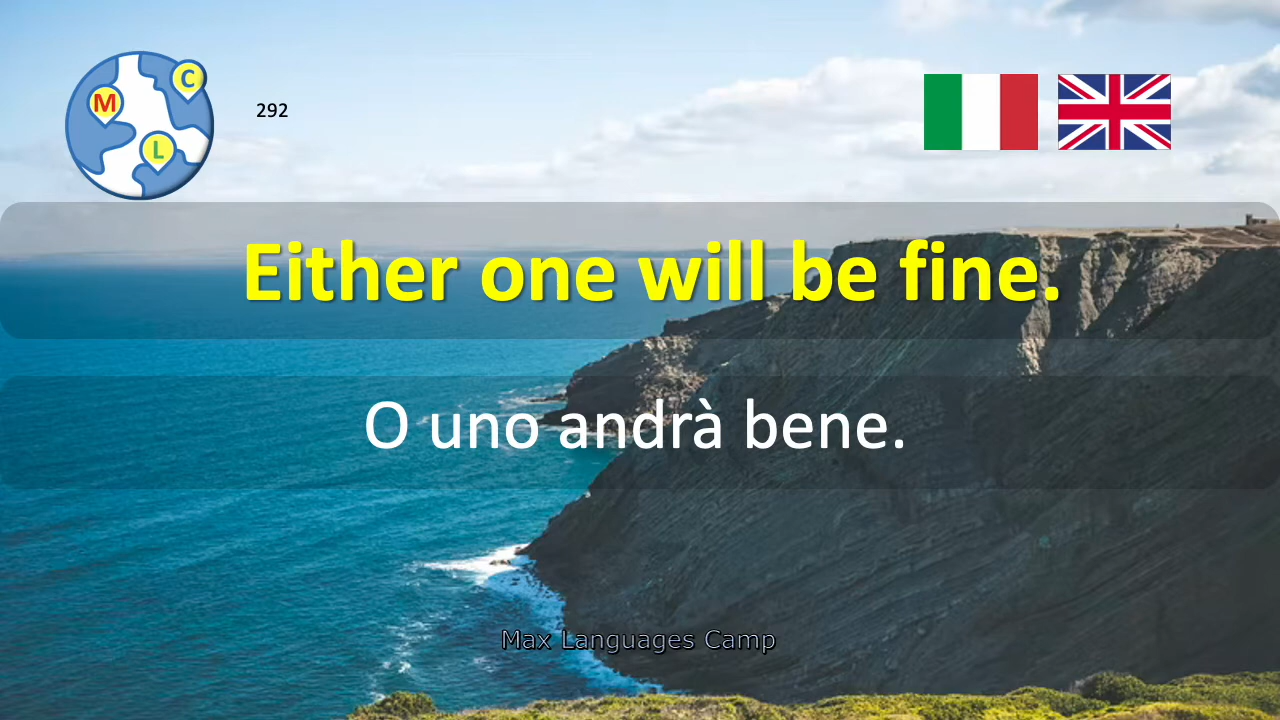 M
C
L
292
Either one will be fine.
O uno andrà bene.
Max Languages Camp